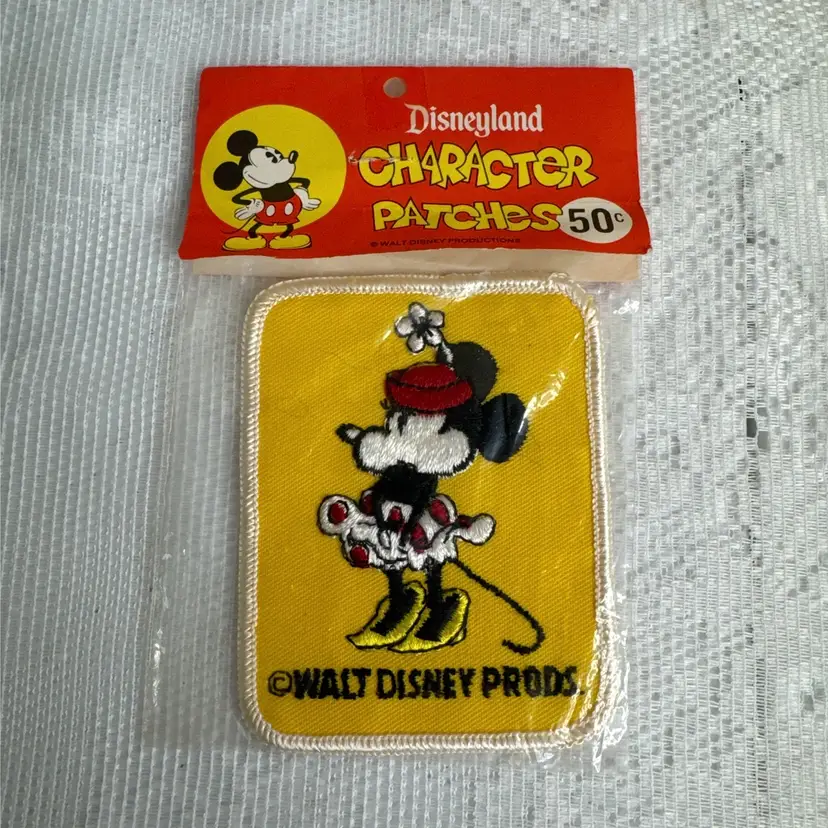 Disneyland
CHARACTER
PATCHES 50¢
© WALT DISNEY PRODUCTIONS
©WALT DISNEY PRODS.